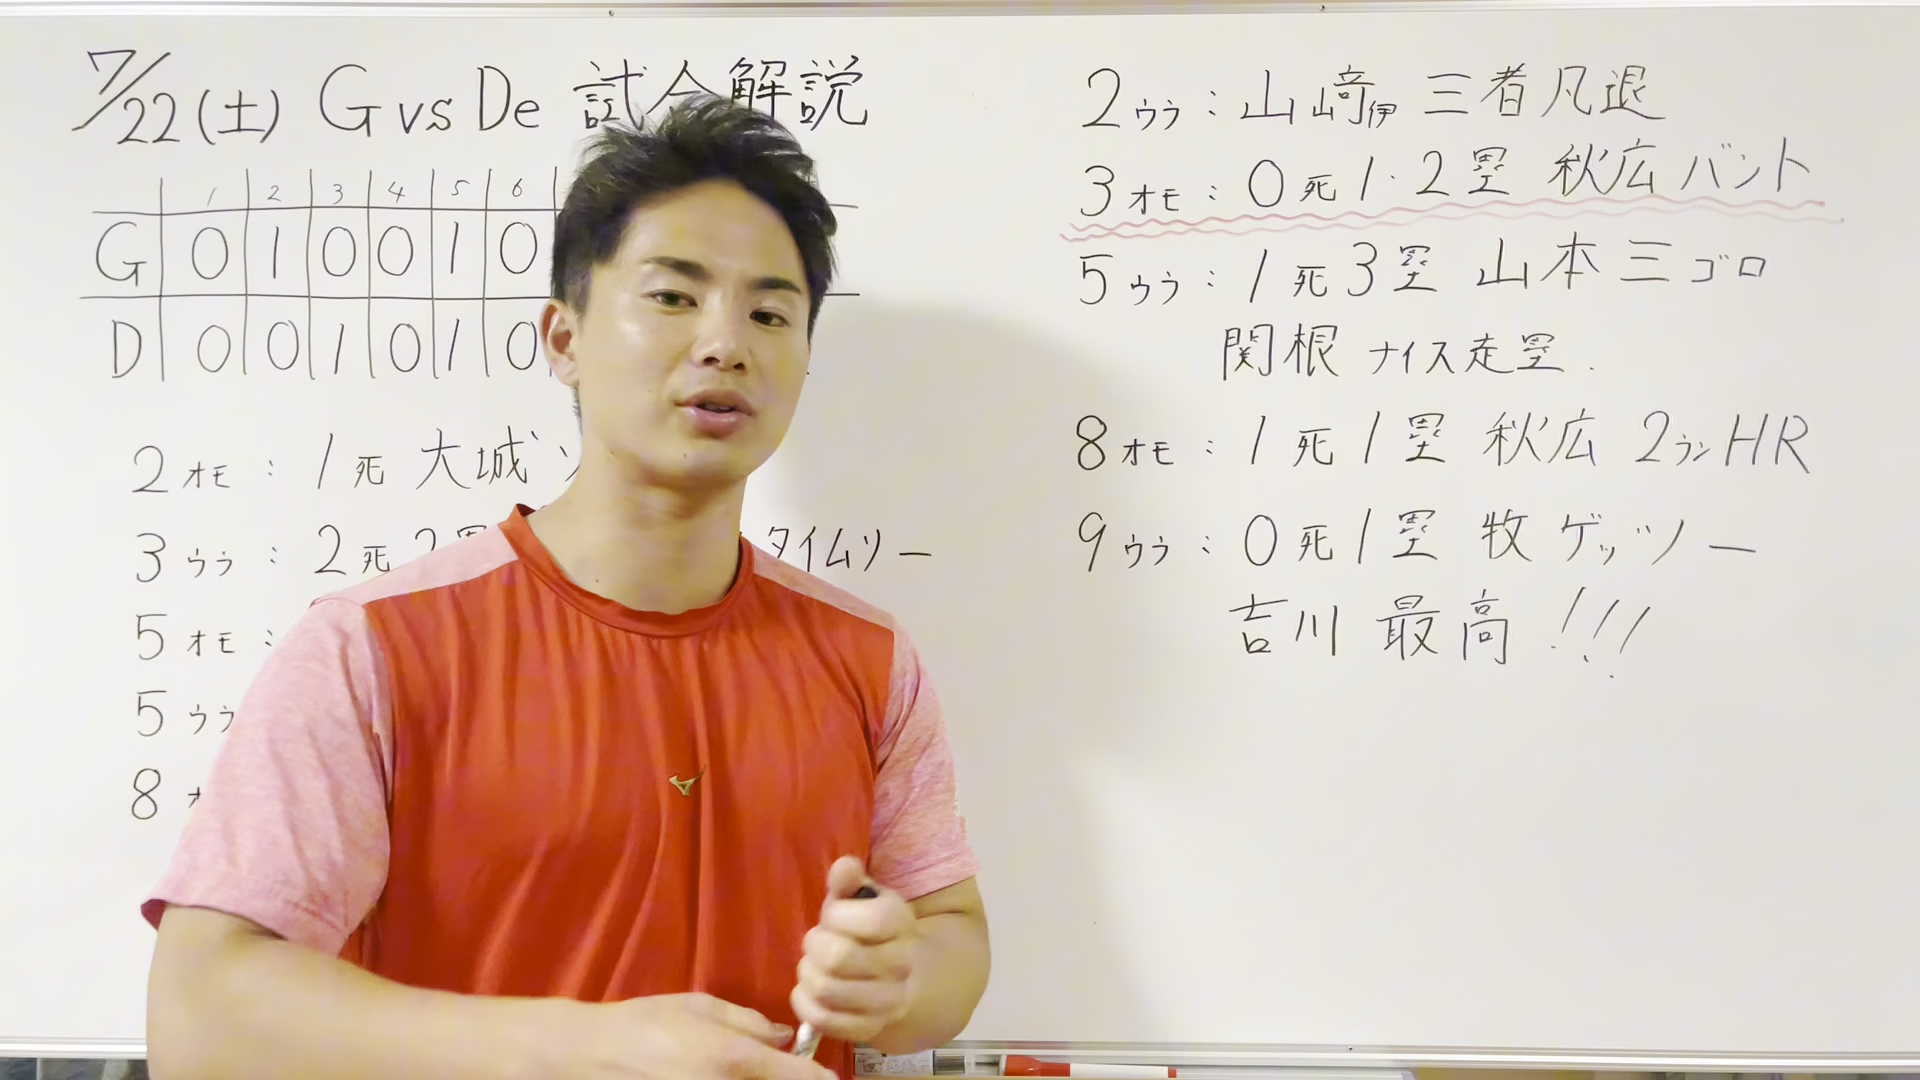 7/22(土) G vs De 試合解説
1 2 3 4 5 6
G 0 1 0 0 1 0
D 0 0 1 0 1 0
2オモ: 1死 大城ソ
3ウラ: 2死2塁 タイムリー
5オモ:
5ウラ
8オ
2ウラ: 山﨑伊 三者凡退
3オモ: 0死1・2塁 秋広バント
5ウラ: 1死3塁 山本三ゴロ
関根 ナイス走塁.
8オモ: 1死1塁 秋広 2ランHR
9ウラ: 0死1塁 牧ゲッツー
吉川 最高!!!